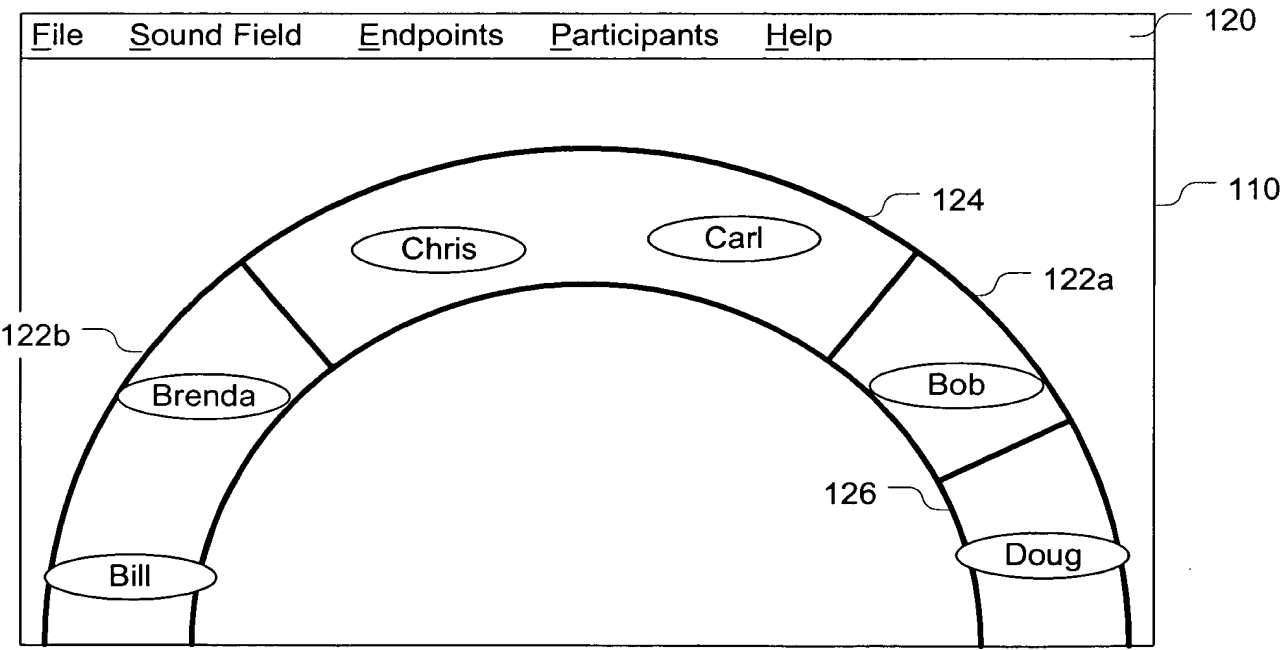 File Sound Field Endpoints Participants Help
120
110
124
Chris Carl
122a
122b
Brenda Bob
126
Doug
Bill